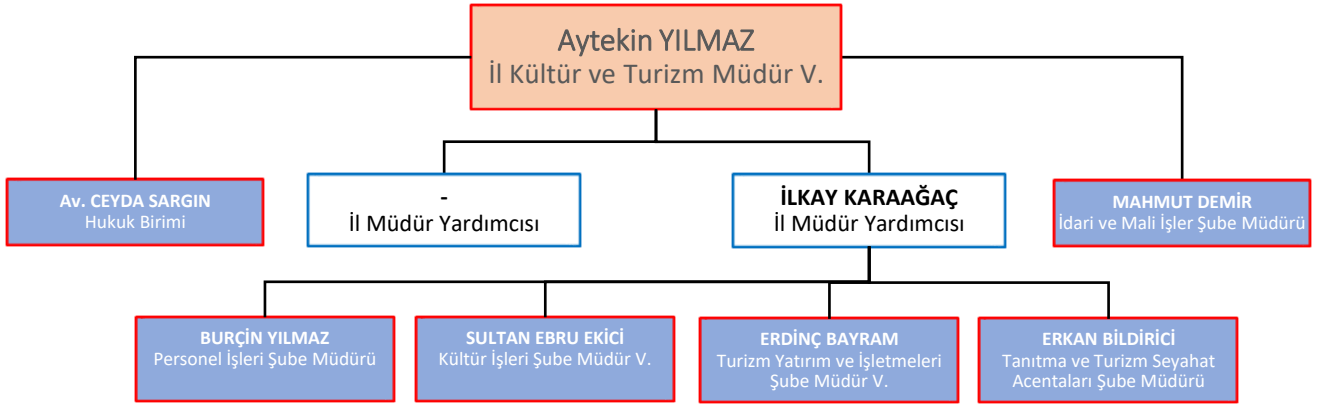 Aytekin YILMAZ
İl Kültür ve Turizm Müdür V.
Av. CEYDA SARGIN
Hukuk Birimi
-
İl Müdür Yardımcısı
İLKAY KARAAĞAÇ
İl Müdür Yardımcısı
MAHMUT DEMİR
İdari ve Mali İşler Şube Müdürü
BURÇİN YILMAZ
Personel İşleri Şube Müdürü
SULTAN EBRU EKİCİ
Kültür İşleri Şube Müdür V.
ERDİNÇ BAYRAM
Turizm Yatırım ve İşletmeleri
Şube Müdür V.
ERKAN BİLDİRİCİ
Tanıtma ve Turizm Seyahat
Acentaları Şube Müdürü